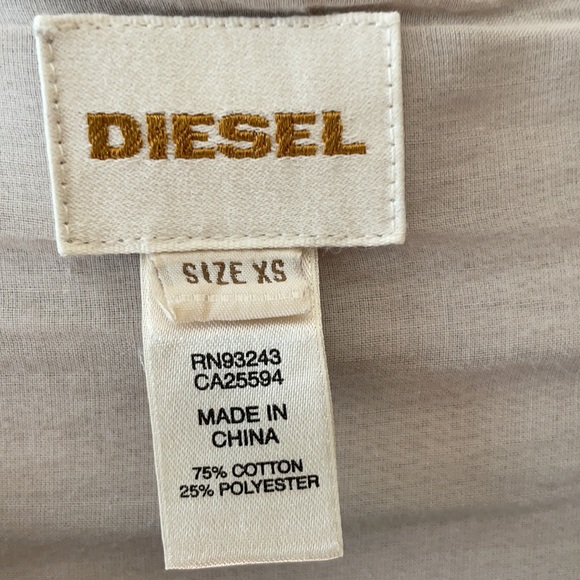 DIESEL
SIZE XS
RN93243
CA25594
MADE IN
CHINA
75% COTTON
25% POLYESTER